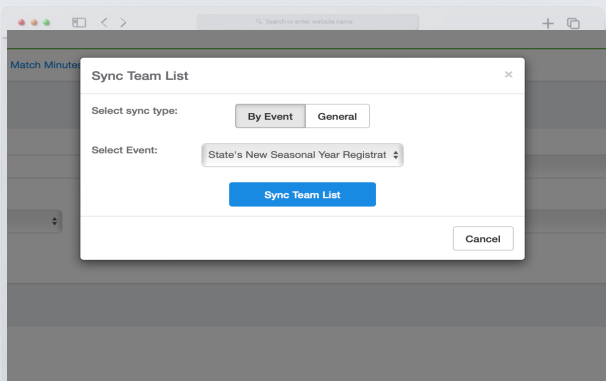 Search or enter website name
Match Minutes
Sync Team List
×
Select sync type:
By Event
General
Select Event:
State's New Seasonal Year Registrat
Sync Team List
Cancel